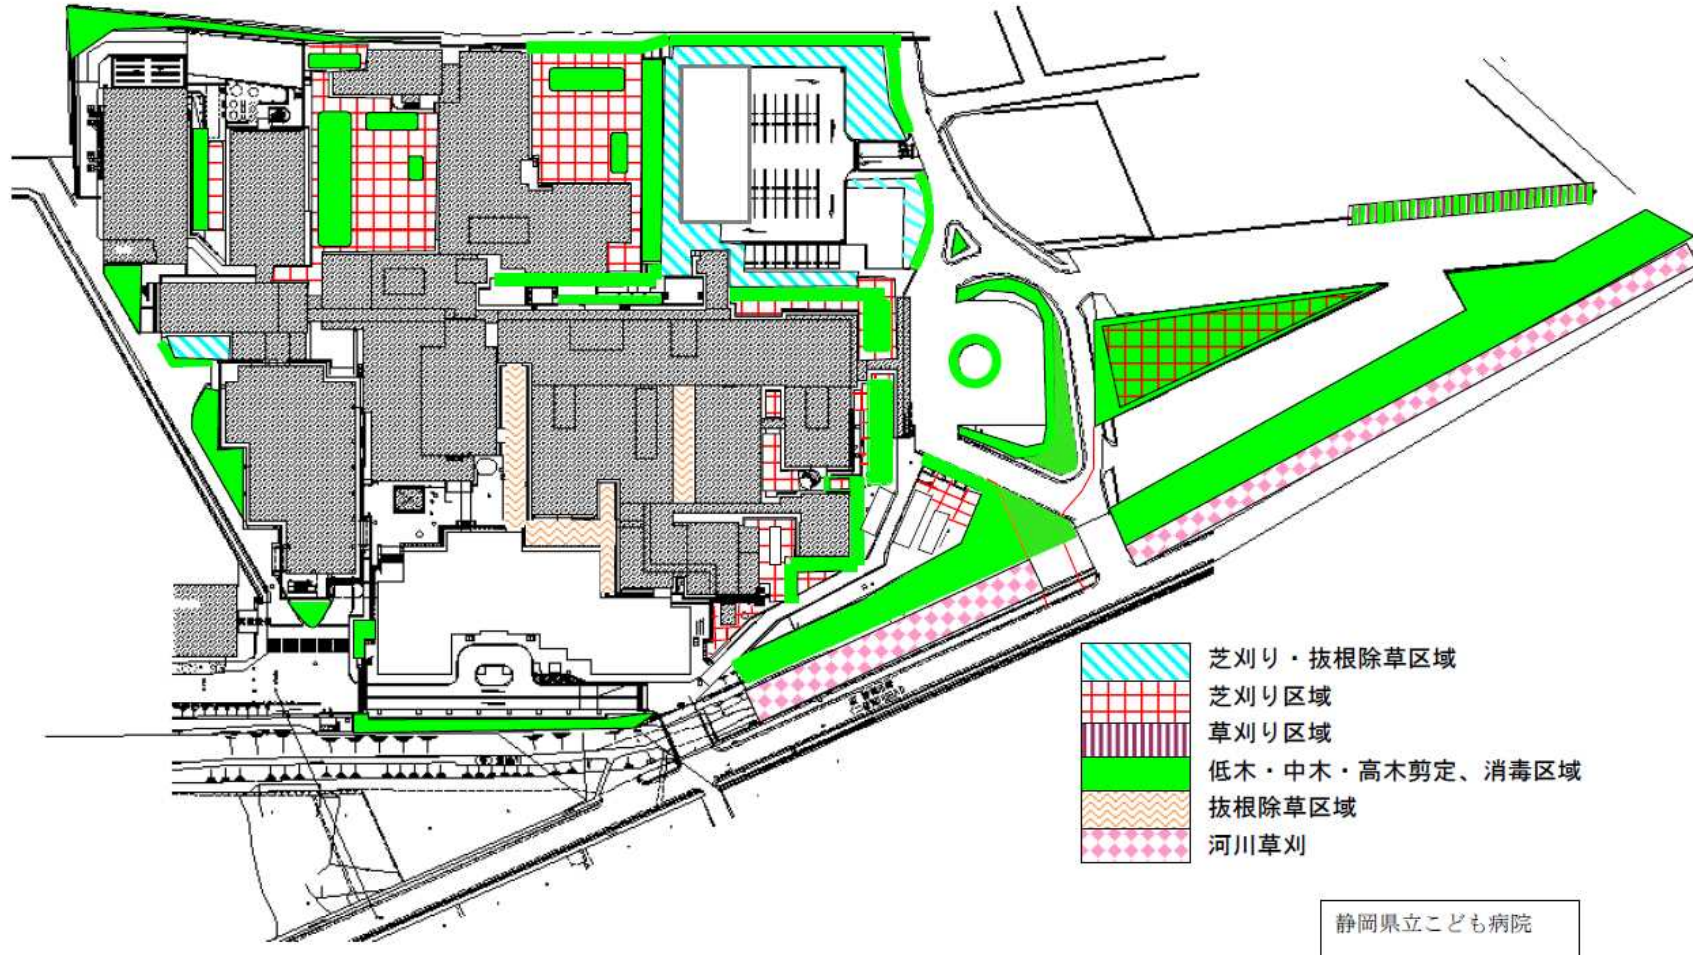 芝刈り・抜根除草区域
芝刈り区域
草刈り区域
低木・中木・高木剪定、消毒区域
抜根除草区域
河川草刈
静岡県立こども病院